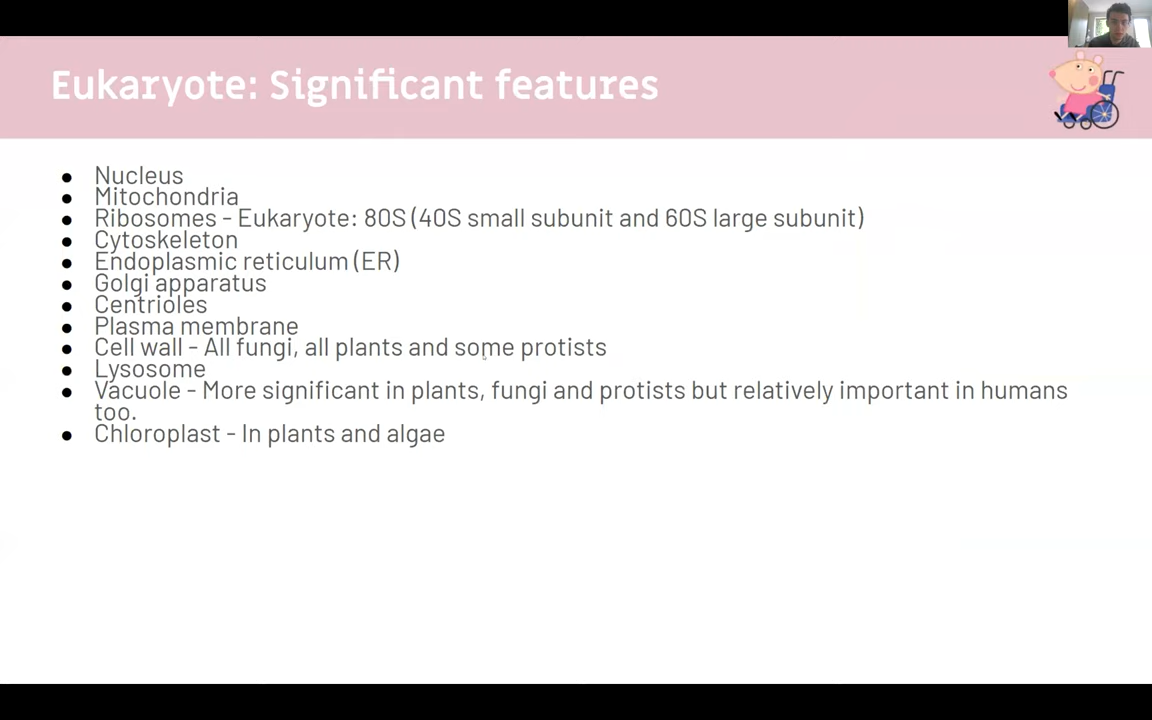 Eukaryote: Significant features
● Nucleus
● Mitochondria
● Ribosomes - Eukaryote: 80S (40S small subunit and 60S large subunit)
● Cytoskeleton
● Endoplasmic reticulum (ER)
● Golgi apparatus
● Centrioles
● Plasma membrane
● Cell wall - All fungi, all plants and some protists
● Lysosome
● Vacuole - More significant in plants, fungi and protists but relatively important in humans
too.
● Chloroplast - In plants and algae